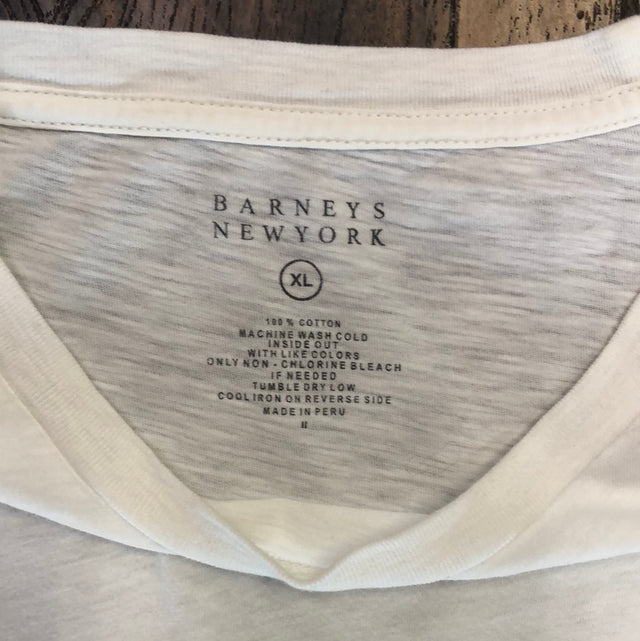 BARNEYS
NEWYORK
XL
100 % COTTON
MACHINE WASH COLD
INSIDE OUT
WITH LIKE COLORS
ONLY NON - CHLORINE BLEACH
IF NEEDED
TUMBLE DRY LOW
COOL IRON ON REVERSE SIDE
MADE IN PERU
II